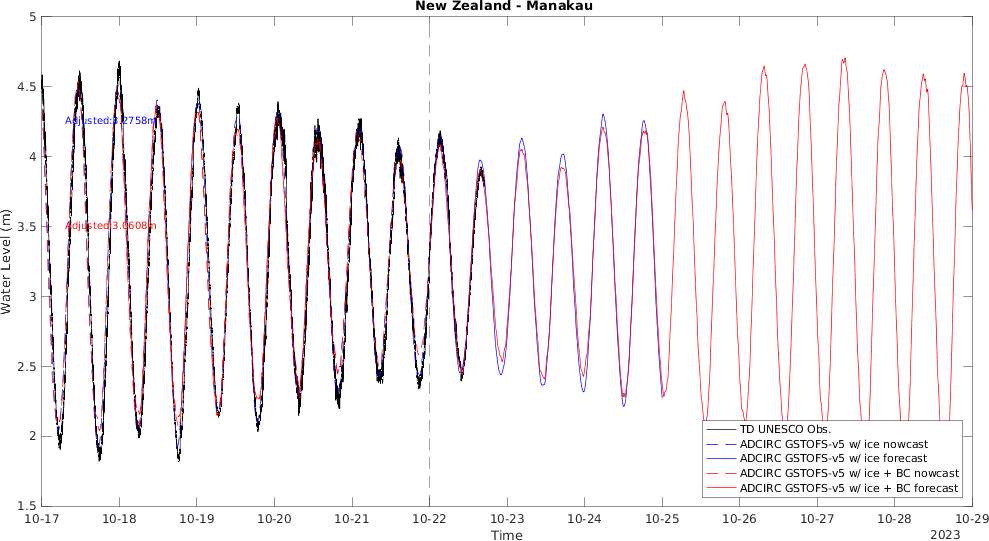 New Zealand - Manakau
5
4.5
4
3.5
3
2.5
2
1.5
Water Level (m)
Adjusted:3.2758m
Adjusted:3.0608m
TD UNESCO Obs.
ADCIRC GSTOFS-v5 w/ ice nowcast
ADCIRC GSTOFS-v5 w/ ice forecast
ADCIRC GSTOFS-v5 w/ ice + BC nowcast
ADCIRC GSTOFS-v5 w/ ice + BC forecast
10-17 10-18 10-19 10-20 10-21 10-22 10-23 10-24 10-25 10-26 10-27 10-28 10-29
Time
2023